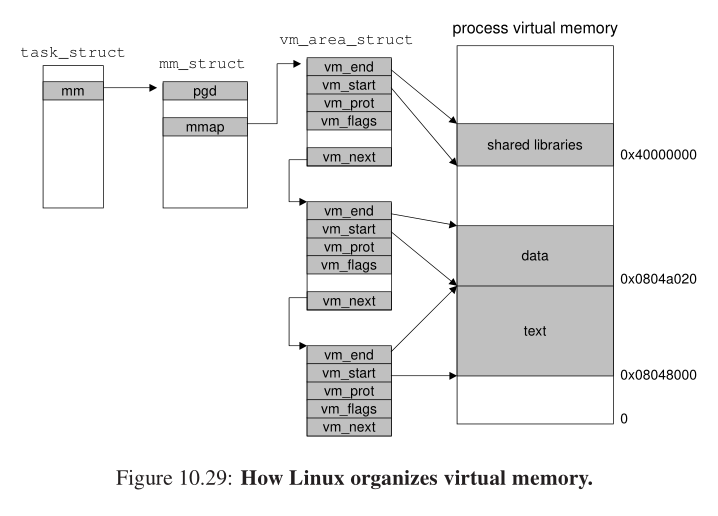 process virtual memory
vm_area_struct
task_struct
mm_struct
mm
pgd
mmap
vm_end
vm_start
vm_prot
vm_flags
vm_next
vm_end
vm_start
vm_prot
vm_flags
vm_next
vm_end
vm_start
vm_prot
vm_flags
vm_next
shared libraries
0x40000000
data
0x0804a020
text
0x08048000
0
Figure 10.29: How Linux organizes virtual memory.